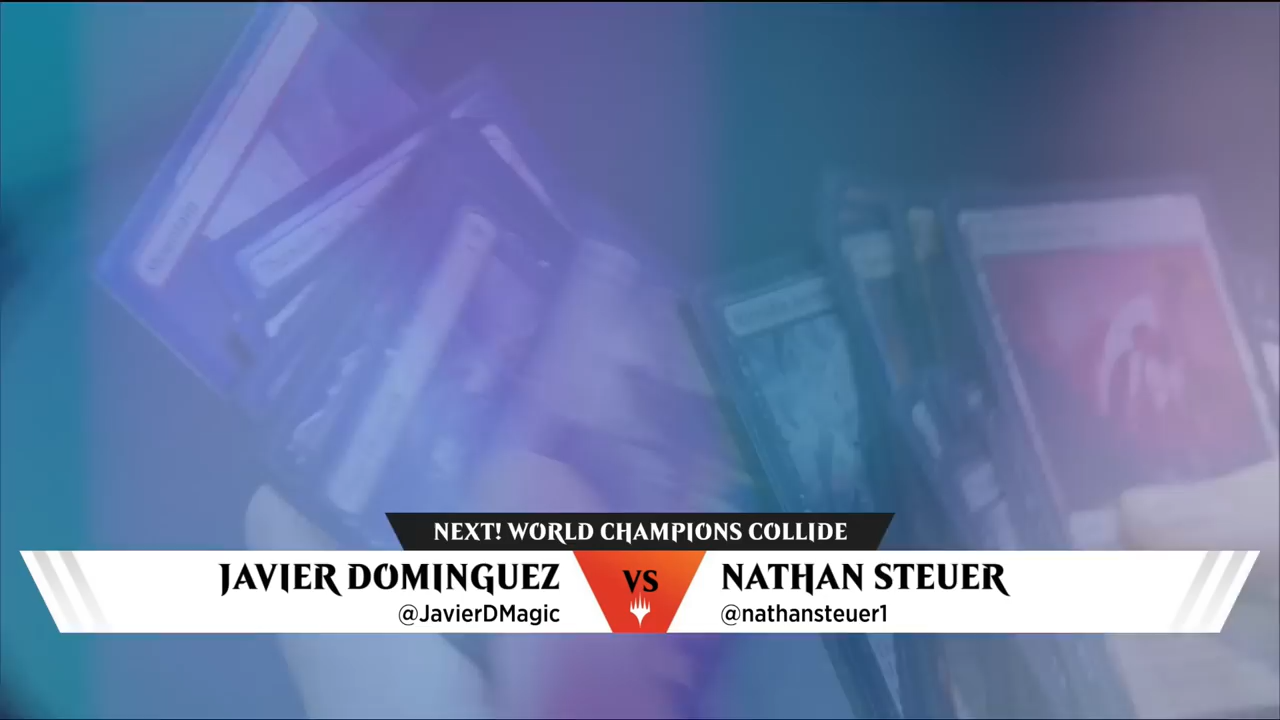 NEXT! WORLD CHAMPIONS COLLIDE
JAVIER DOMINGUEZ VS NATHAN STEUER
@JavierDMagic @nathansteuer1